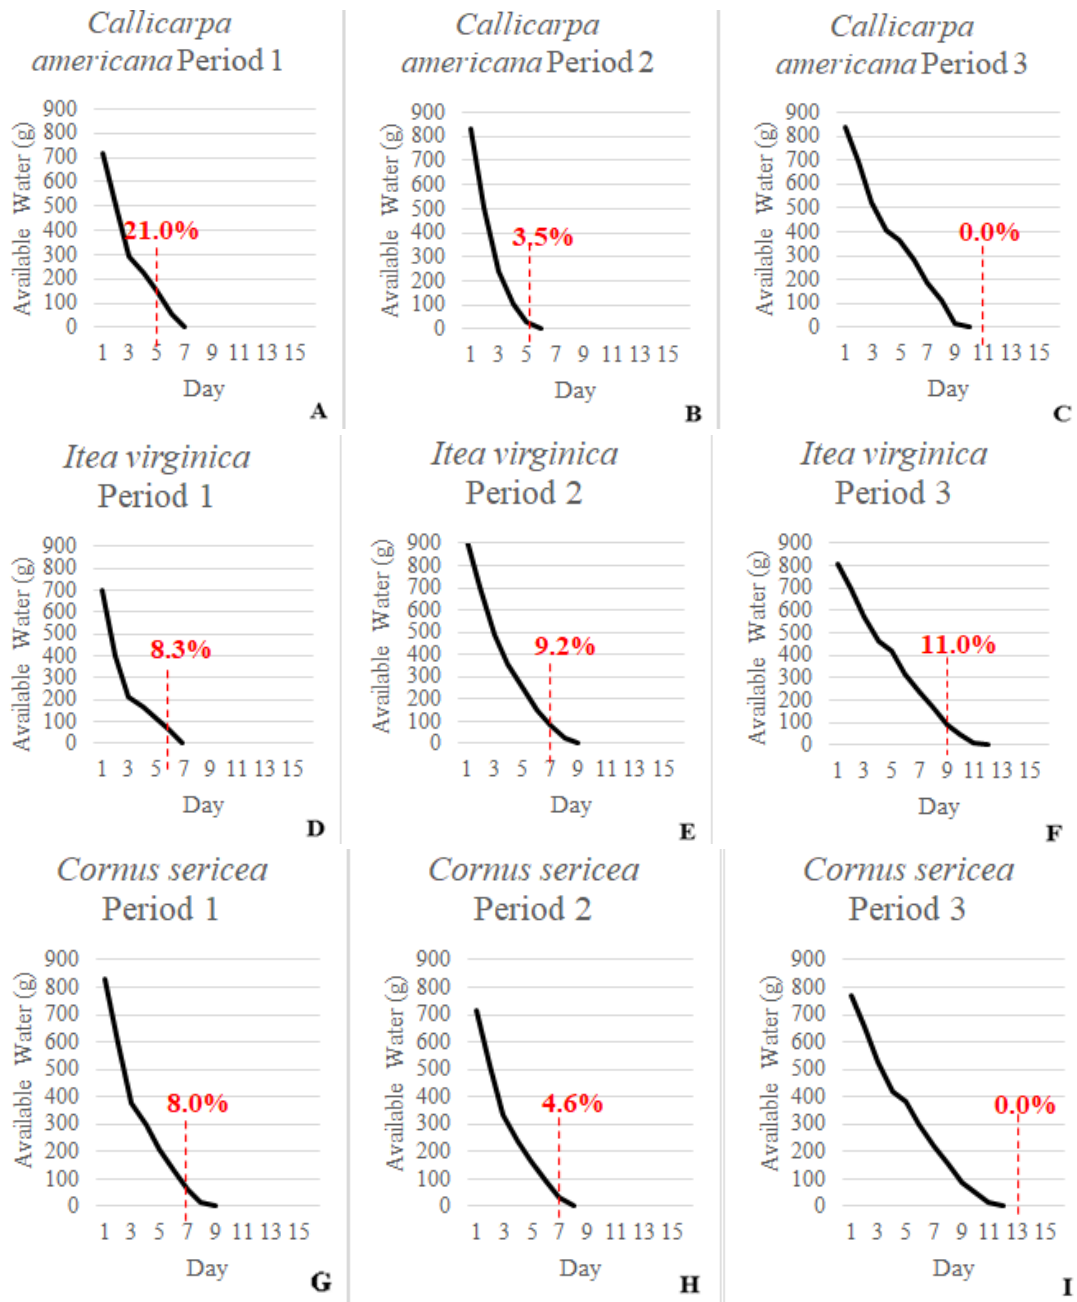 Callicarpa
americana Period 1
Available Water (g)
900
800
700
600
500
400
300
200
100
0
21.0%
1 3 5 7 9 11 13 15
Day
A
Callicarpa
americana Period 2
Available Water (g)
900
800
700
600
500
400
300
200
100
0
3.5%
1 3 5 7 9 11 13 15
Day
B
Callicarpa
americana Period 3
Available Water (g)
900
800
700
600
500
400
300
200
100
0
0.0%
1 3 5 7 9 11 13 15
Day
C
Itea virginica
Period 1
Available Water (g)
900
800
700
600
500
400
300
200
100
0
8.3%
1 3 5 7 9 11 13 15
Day
D
Itea virginica
Period 2
Available Water (g)
900
800
700
600
500
400
300
200
100
0
9.2%
1 3 5 7 9 11 13 15
Day
E
Itea virginica
Period 3
Available Water (g)
900
800
700
600
500
400
300
200
100
0
11.0%
1 3 5 7 9 11 13 15
Day
F
Cornus sericea
Period 1
Available Water (g)
900
800
700
600
500
400
300
200
100
0
8.0%
1 3 5 7 9 11 13 15
Day
G
Cornus sericea
Period 2
Available Water (g)
900
800
700
600
500
400
300
200
100
0
4.6%
1 3 5 7 9 11 13 15
Day
H
Cornus sericea
Period 3
Available Water (g)
900
800
700
600
500
400
300
200
100
0
0.0%
1 3 5 7 9 11 13 15
Day
I